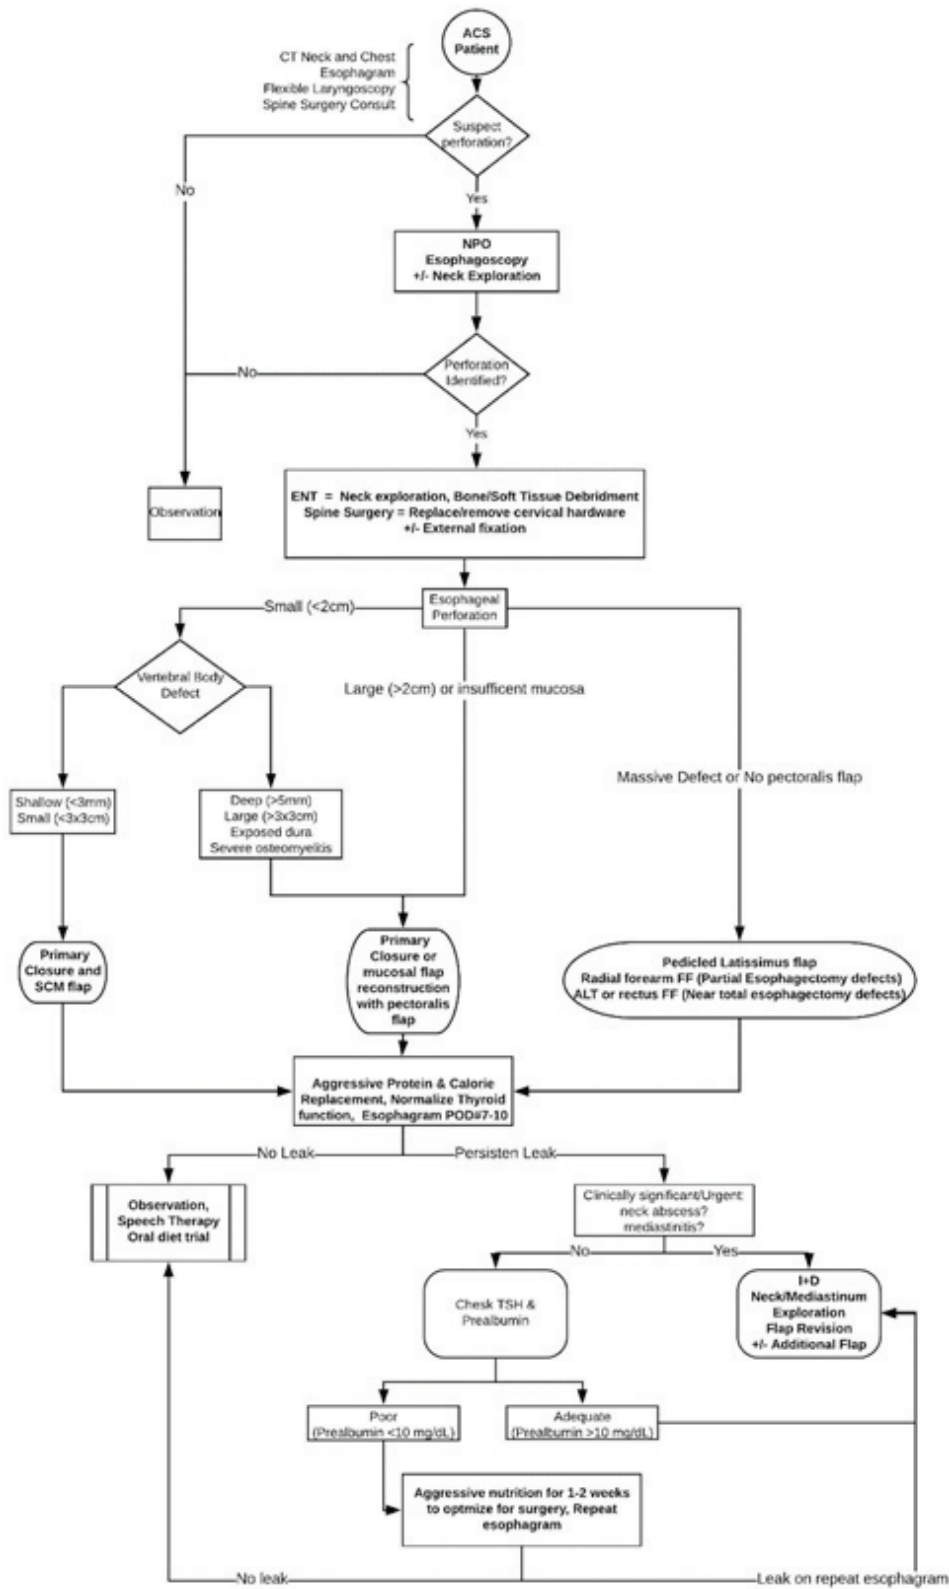 ACS
Patient
CT Neck and Chest
Esophagram
Flexible Laryngoscopy
Spine Surgery Consult
Suspect
perforation?
No
Yes
NPO
Esophagoscopy
+/- Neck Exploration
Perforation
Identified?
No
Yes
Observation
ENT = Neck exploration, Bone/Soft Tissue Debridment
Spine Surgery = Replace/remove cervical hardware
+/- External fixation
Esophageal
Perforation
Small (<2cm)
Vertebral Body
Defect
Large (>2cm) or insufficent mucosa
Massive Defect or No pectoralis flap
Shallow (<3mm)
Small (<3x3cm)
Deep (>5mm)
Large (>3x3cm)
Exposed dura
Severe osteomyelitis
Primary
Closure and
SCM flap
Primary
Closure or
mucosal flap
reconstruction
with pectoralis
flap
Pedicled Latissimus flap
Radial forearm FF (Partial Esophagectomy defects)
ALT or rectus FF (Near total esophagectomy defects)
Aggressive Protein & Calorie
Replacement, Normalize Thyroid
function, Esophagram POD#7-10
No Leak
Persisten Leak
Observation,
Speech Therapy
Oral diet trial
Clinically significant/Urgent:
neck abscess?
mediastinitis?
No
Yes
Chesk TSH &
Prealbumin
I+D
Neck/Mediastinum
Exploration
Flap Revision
+/- Additional Flap
Poor
(Prealbumin <10 mg/dL)
Adequate
(Prealbumin >10 mg/dL)
Aggressive nutrition for 1-2 weeks
to optmize for surgery, Repeat
esophagram
No leak
Leak on repeat esophagram